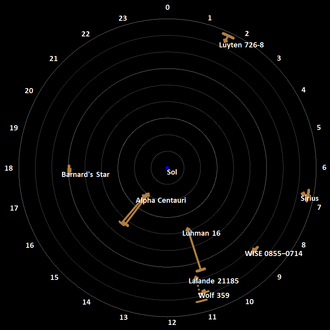 0
23
1
22
2
Luyten 726-8
21
3
20
4
19
5
18
Barnard's Star
Sol
6
17
Alpha Centauri
Sirius
7
16
Luhman 16
8
WISE 0855-0714
15
9
Lalande 21185
14
Wolf 359
10
13
11
12